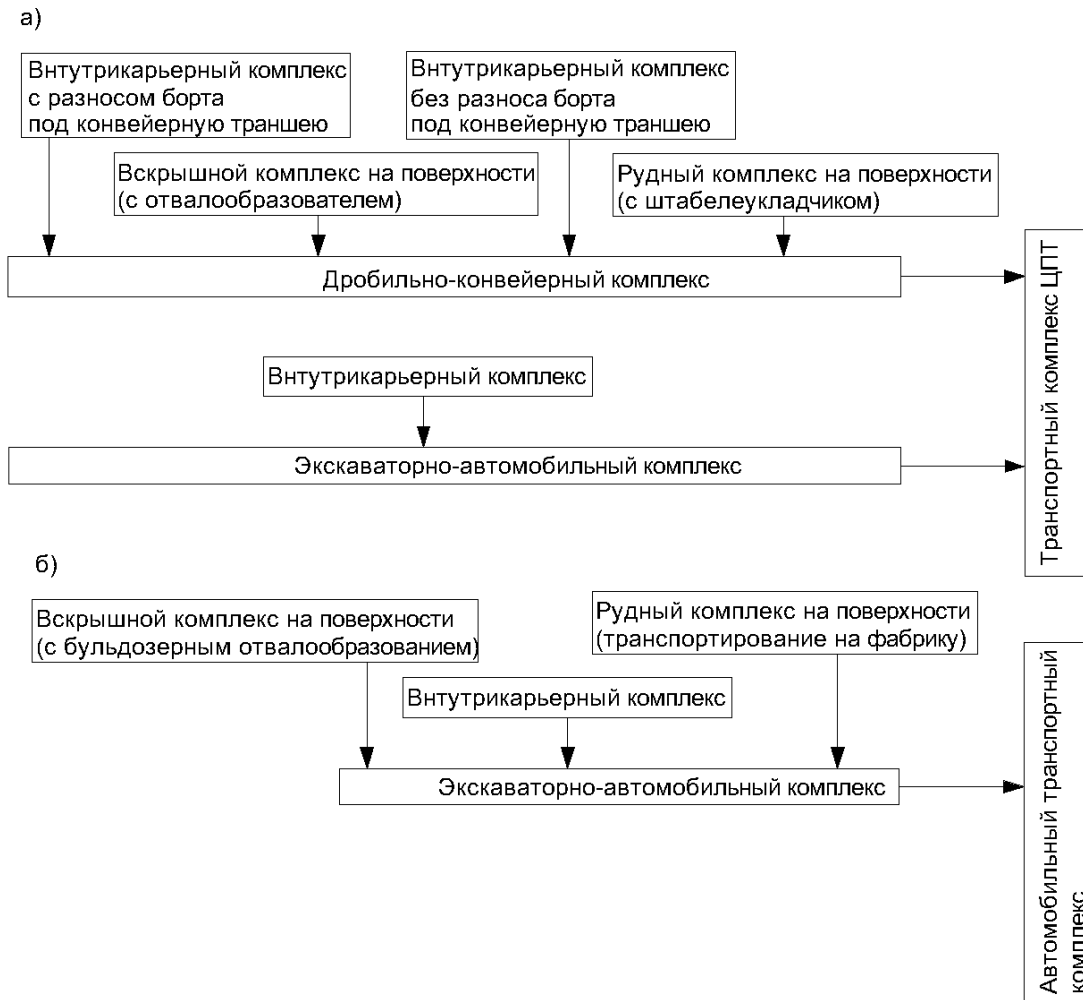 а)
Внтутрикарьерный комплекс
с разносом борта
под конвейерную траншею
Внтутрикарьерный комплекс
без разноса борта
под конвейерную траншею
Вскрышной комплекс на поверхности
(с отвалообразователем)
Рудный комплекс на поверхности
(с штабелеукладчиком)
Дробильно-конвейерный комплекс
Внтутрикарьерный комплекс
Экскаваторно-автомобильный комплекс
Транспортный комплекс ЦПТ
б)
Вскрышной комплекс на поверхности
(с бульдозерным отвалообразованием)
Рудный комплекс на поверхности
(транспортирование на фабрику)
Внтутрикарьерный комплекс
Экскаваторно-автомобильный комплекс
Автомобильный транспортный
комплекс